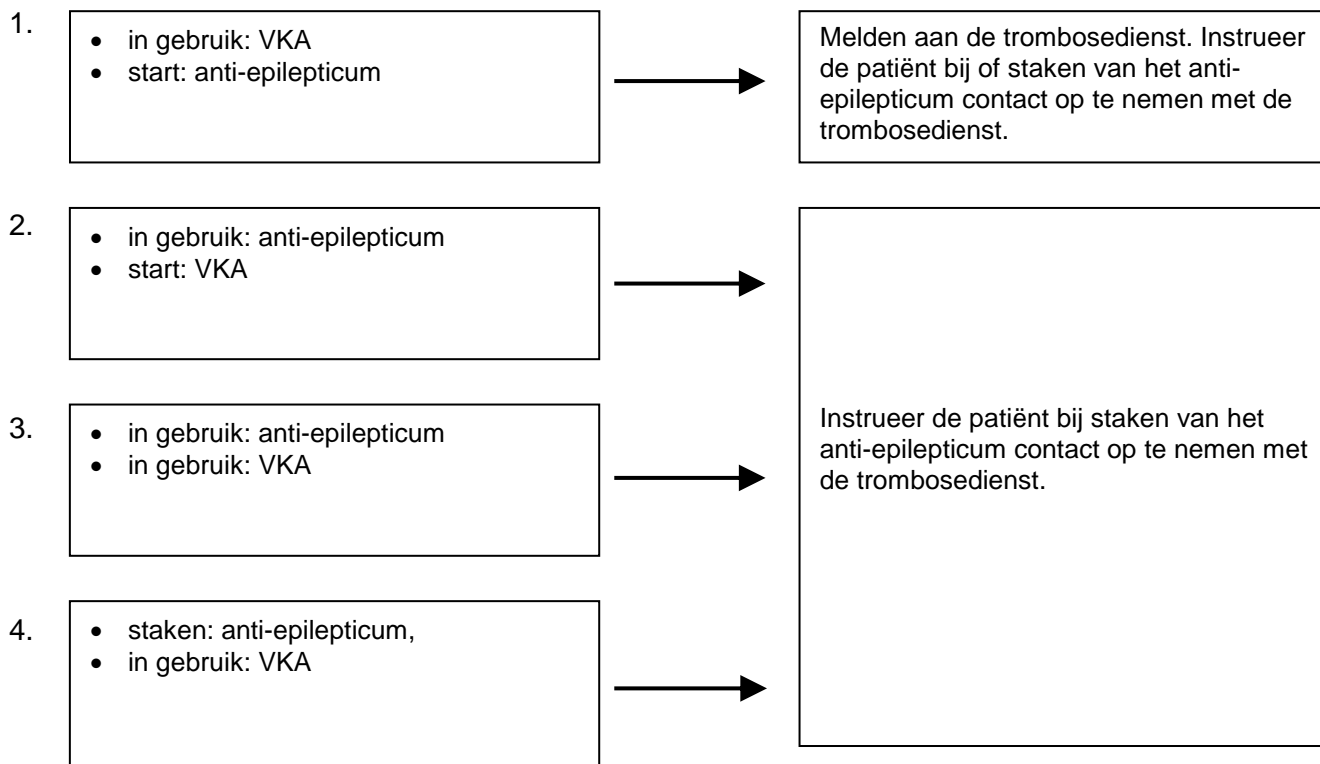 1.
• in gebruik: VKA
• start: anti-epilepticum
Melden aan de trombosedienst. Instrueer
de patiënt bij of staken van het anti-
epilepticum contact op te nemen met de
trombosedienst.
2.
• in gebruik: anti-epilepticum
• start: VKA
3.
• in gebruik: anti-epilepticum
• in gebruik: VKA
Instrueer de patiënt bij staken van het
anti-epilepticum contact op te nemen met
de trombosedienst.
4.
• staken: anti-epilepticum,
• in gebruik: VKA